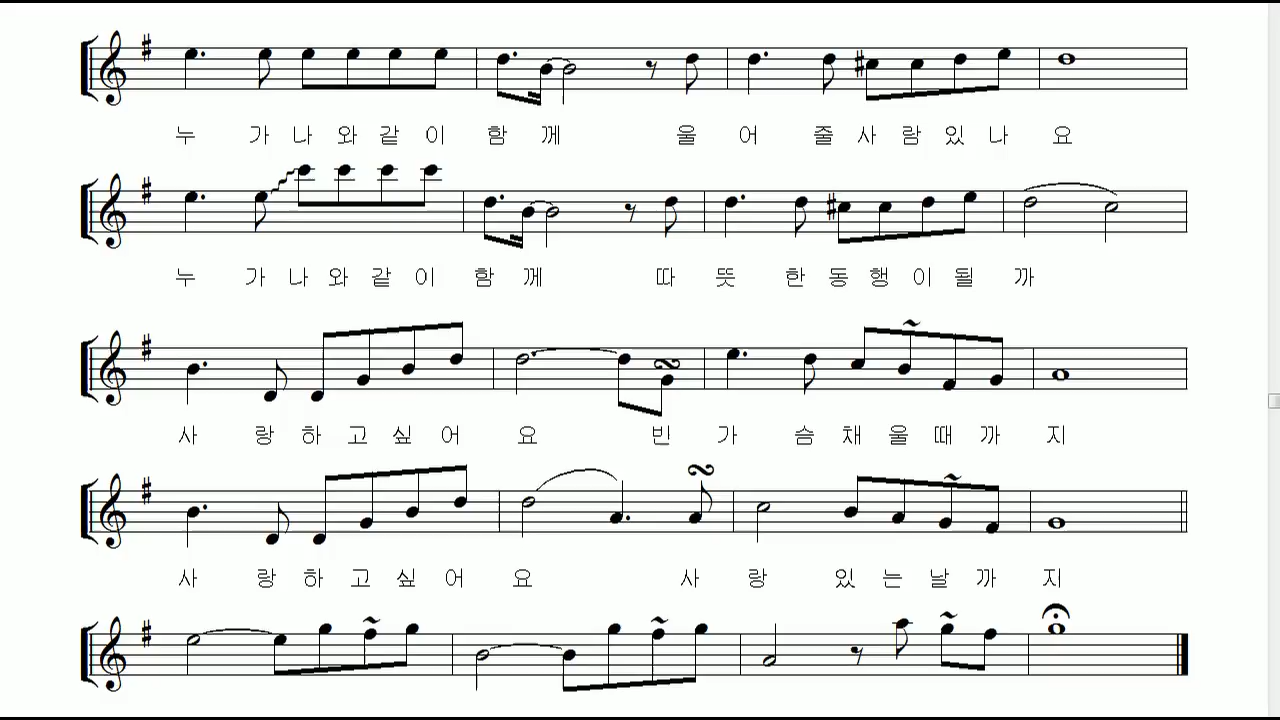 누 가 나 와 같 이 함 께 울 어 줄 사 람 있 나 요
누 가 나 와 같 이 함 께 따 뜻 한 동 행 이 될 까
사 랑 하 고 싶 어 요 빈 가 슴 채 울 때 까 지
사 랑 하 고 싶 어 요 사 랑 있 는 날 까 지